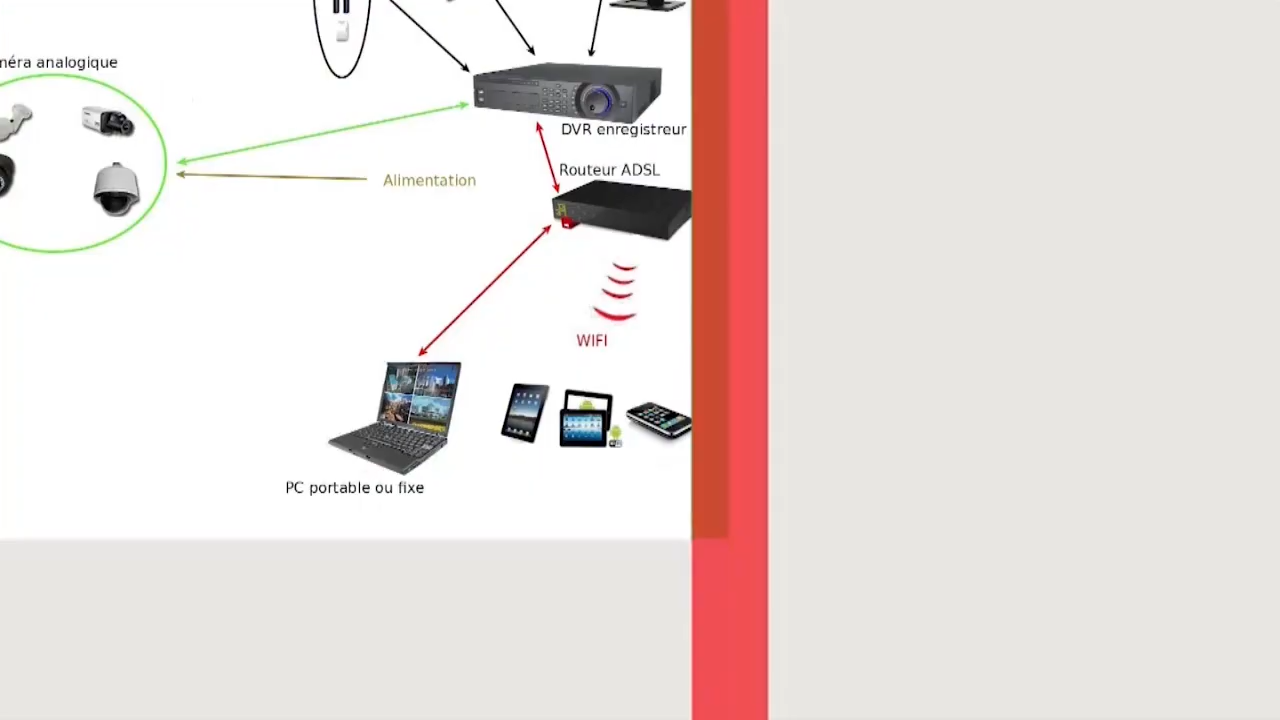 méra analogique
DVR enregistreur
Routeur ADSL
Alimentation
WIFI
PC portable ou fixe